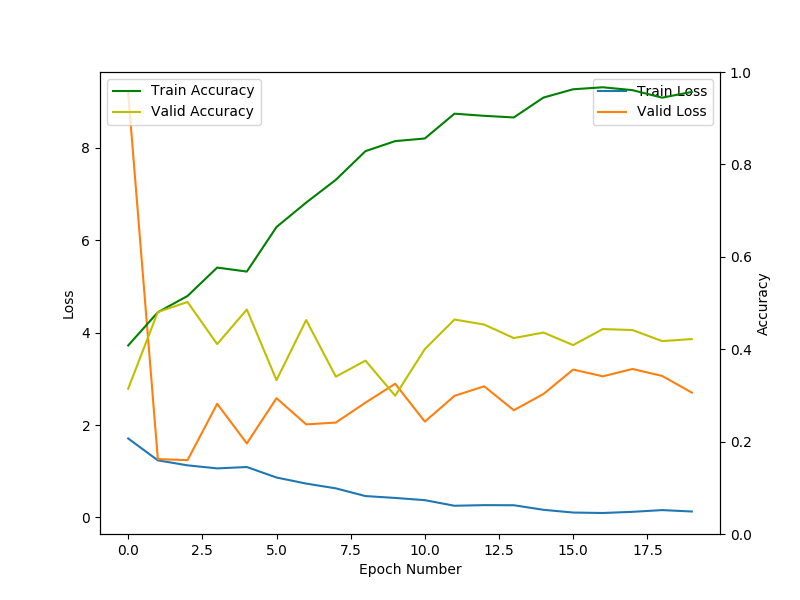 Train Accuracy
Valid Accuracy
Train Loss
Valid Loss
Loss
8
6
4
2
0
1.0
0.8
0.6
0.4
0.2
0.0
Accuracy
0.0 2.5 5.0 7.5 10.0 12.5 15.0 17.5
Epoch Number